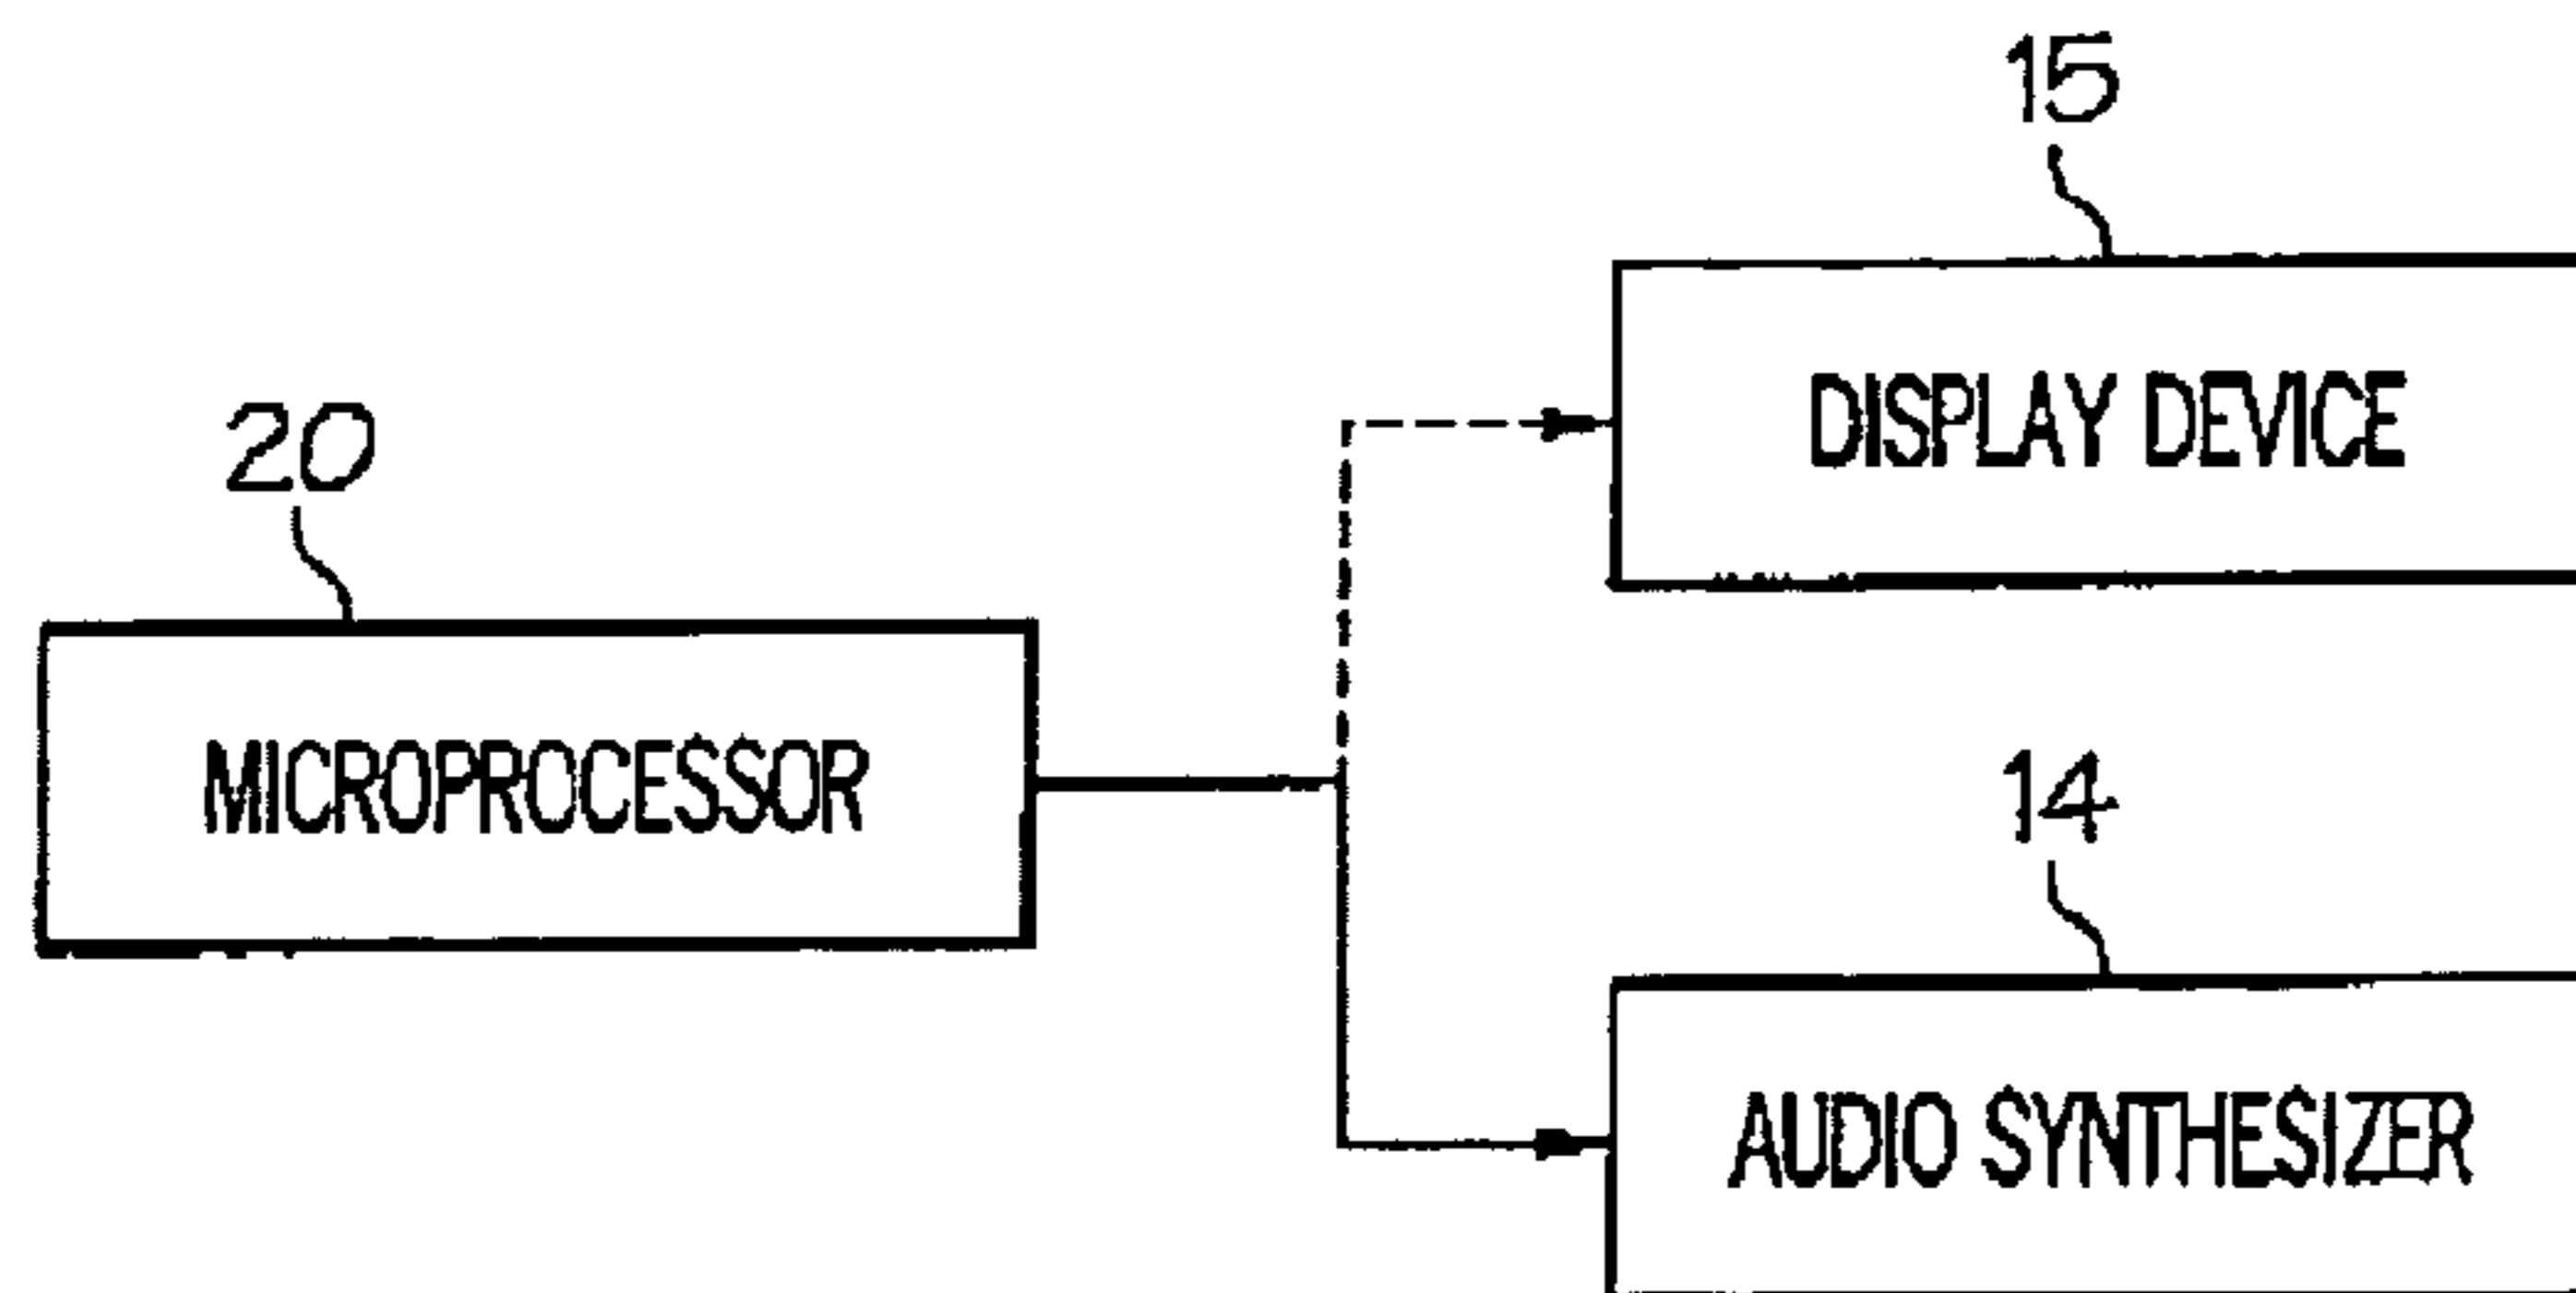 15
DISPLAY DEVICE
20
MICROPROCESSOR
14
AUDIO SYNTHESIZER